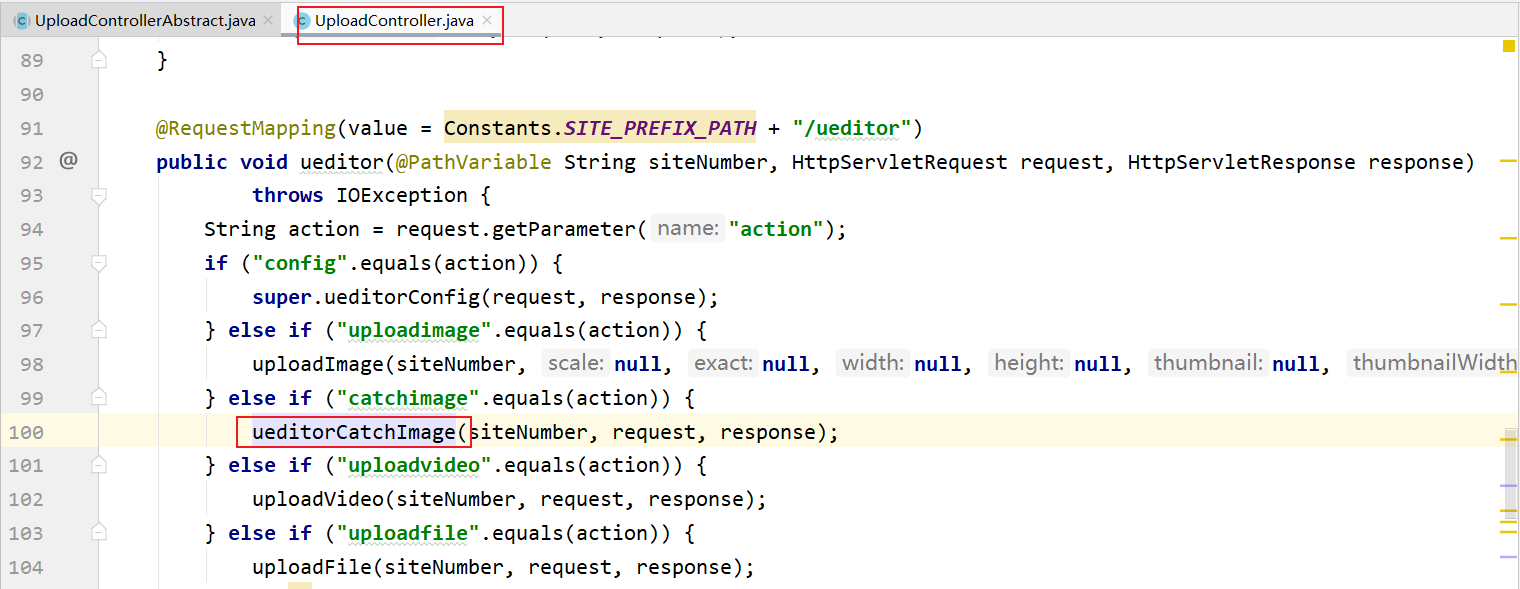 UploadControllerAbstract.java × UploadController.java ×
89 }
90
91 @RequestMapping(value = Constants.SITE_PREFIX_PATH + "/ueditor")
92 @ public void ueditor(@PathVariable String siteNumber, HttpServletRequest request, HttpServletResponse response)
93 throws IOException {
94 String action = request.getParameter( name: "action");
95 if ("config".equals(action)) {
96 super.ueditorConfig(request, response);
97 } else if ("uploadimage".equals(action)) {
98 uploadImage(siteNumber, scale: null, exact: null, width: null, height: null, thumbnail: null, thumbnailWidth
99 } else if ("catchimage".equals(action)) {
100 ueditorCatchImage(siteNumber, request, response);
101 } else if ("uploadvideo".equals(action)) {
102 uploadVideo(siteNumber, request, response);
103 } else if ("uploadfile".equals(action)) {
104 uploadFile(siteNumber, request, response);